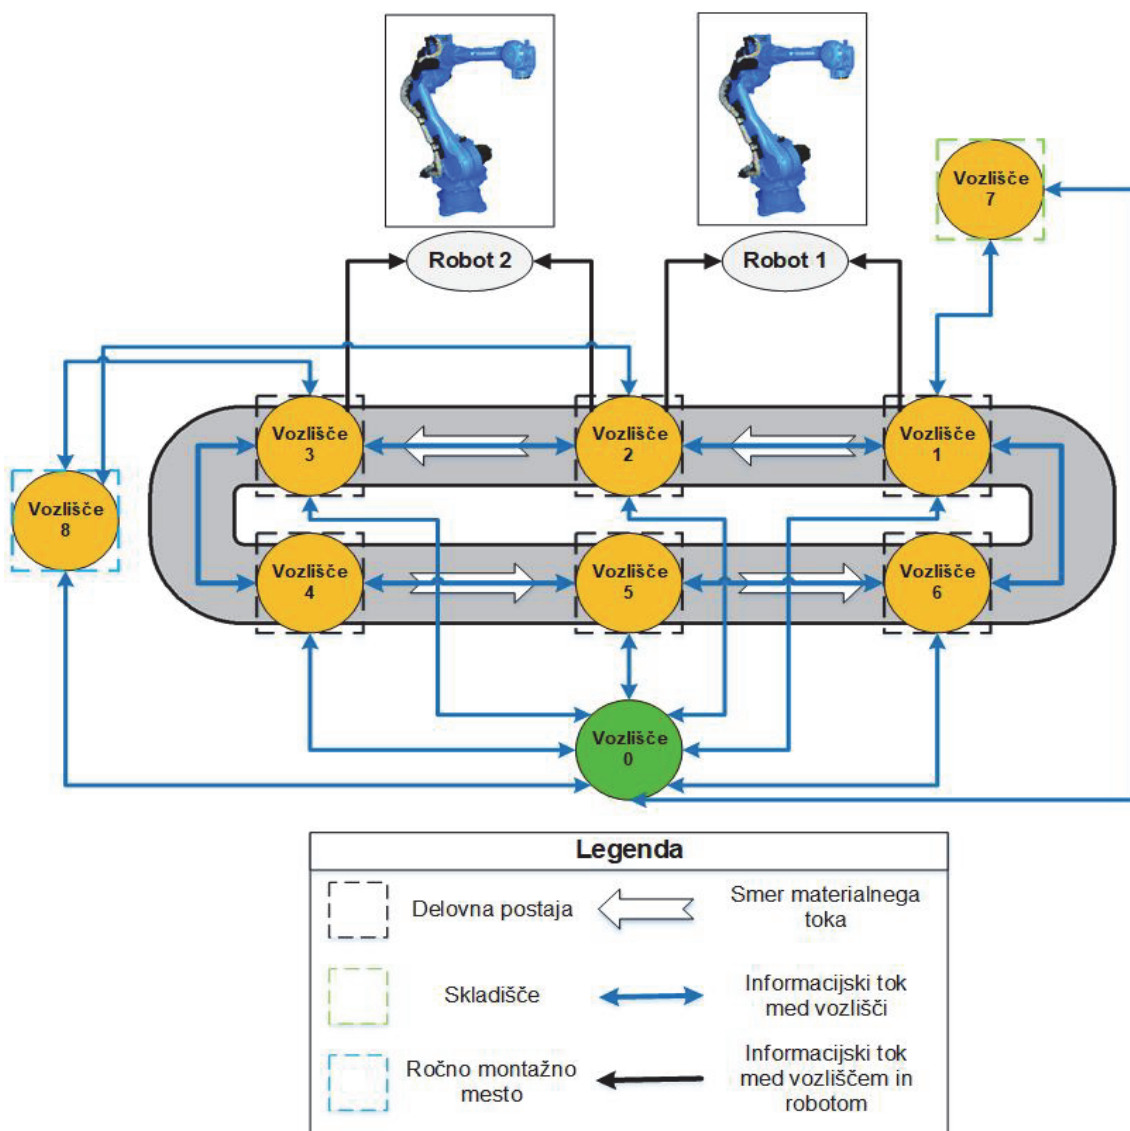 Vozlišče
7
Robot 2
Robot 1
Vozlišče
3
Vozlišče
2
Vozlišče
1
Vozlišče
8
Vozlišče
4
Vozlišče
5
Vozlišče
6
Vozlišče
0
Legenda
Delovna postaja
Smer materialnega
toka
Skladišče
Informacijski tok
med vozlišči
Ročno montažno
mesto
Informacijski tok
med vozliščem in
robotom